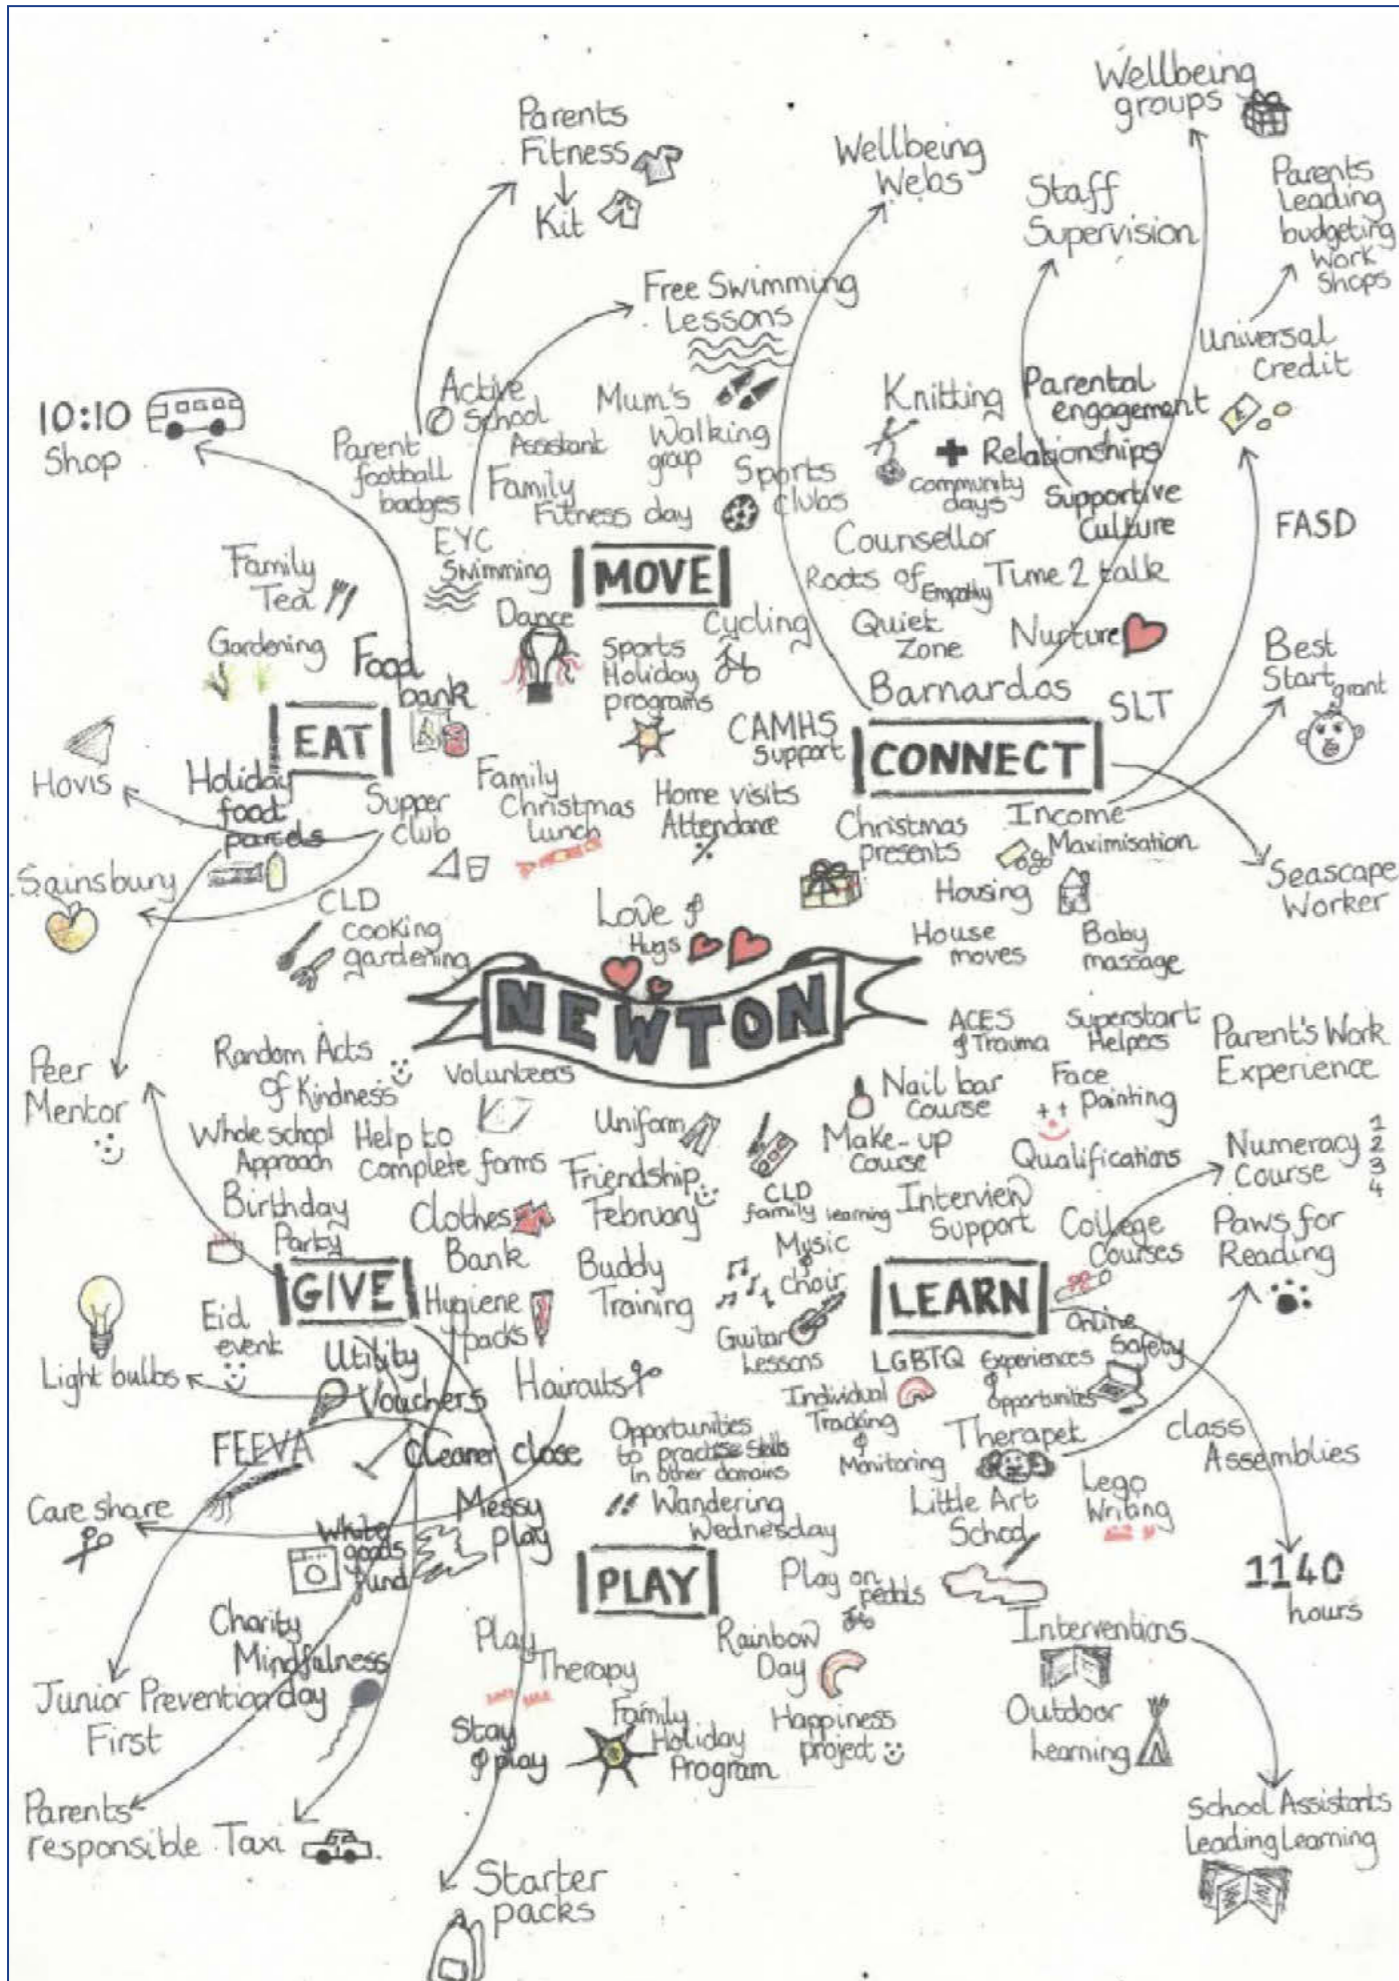 Wellbeing
groups
Parents
Fitness
Kit
Wellbeing
Webs
Staff
Supervision
Parents
Leading
budgeting
Work
Shops
Free Swimming
Lessons
Universal
Credit
10:10
Shop
Active
School
Assistant
Parent
football
badges
Mum's
Walking
group
Family
Fitness day
Sports
Clubs
Knitting
Parental
engagement
+ Relationships
Community
days
Supportive
Culture
FASD
EYC
Swimming
MOVE
Counsellor
Roots of
Empathy
Time 2 talk
Family
Tea
Gardening
Food
bank
Dance
Sports
Holiday
programs
Cycling
Quiet
Zone
Nurture
Barnardos
SLT
Best
Start
grant
EAT
CAMHS
Support
CONNECT
Hovis
Holiday
food
parcels
Supper
club
Family
Christmas
Lunch
Home visits
Attendance
%
Christmas
presents
Income
Maximisation
Sainsbury
CLD
cooking
gardening
Housing
Seascape
Worker
Love &
Hugs
House
moves
Baby
massage
NEWTON
ACES
& Trauma
Superstart
Helpers
Parent's Work
Experience
Peer
Mentor
Random Acts
Of Kindness
Volunteers
Nail bar
Course
Face
painting
Whole school
Approach
Help to
Complete forms
Uniform
Make-up
Course
Qualifications
Numeracy
Course
1
2
3
4
Birthday
Party
Clothes
Bank
Friendship
February
CLD
family learning
Interview
Support
College
Courses
Paws for
Reading
GIVE
Hygiene
packs
Buddy
Training
Music
choir
LEARN
Eid
event
Guitar
Lessons
Online
Safety
Light bulbs
Utility
Vouchers
Haircuts
LGBTQ
Experiences
&
opportunites
Individual
Tracking
&
Monitoring
FEEVA
Cleaner close
Opportunities
to practise skills
in other domains
Therapet
Class
Assemblies
Care share
Messy
play
Wandering
Wednesday
Little Art
School
Lego
Writing
White
goods
fund
PLAY
Play on
pedals
1140
hours
Charity
Mindfulness
day
Play
Therapy
Rainbow
Day
Interventions
Junior Prevention
First
Stay
& play
Family
Holiday
Program
Happiness
project
Outdoor
Learning
Parents
responsible
Taxi
School Assistants
Leading Learning
Starter
packs